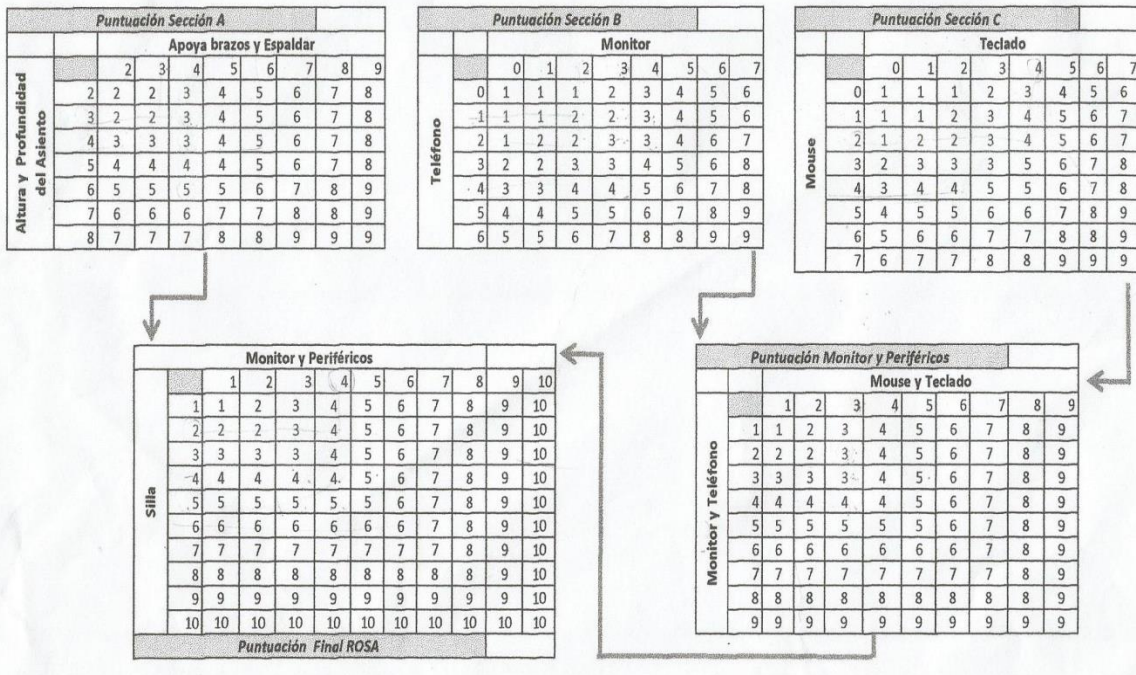 Puntuación Sección A
Apoya brazos y Espaldar
Altura y Profundidad
del Asiento
2 3 4 5 6 7 8 9
2 2 2 3 4 5 6 7 8
3 2 2 3 4 5 6 7 8
4 3 3 3 4 5 6 7 8
5 4 4 4 4 5 6 7 8
6 5 5 5 5 6 7 8 9
7 6 6 6 7 7 8 8 9
8 7 7 7 8 8 9 9 9
Puntuación Sección B
Monitor
Teléfono
0 1 2 3 4 5 6 7
0 1 1 1 2 3 4 5 6
1 1 1 2 2 3 4 5 6
2 1 2 2 3 3 4 6 7
3 2 2 3 3 4 5 6 8
4 3 3 4 4 5 6 7 8
5 4 4 5 5 6 7 8 9
6 5 5 6 7 8 8 9 9
Puntuación Sección C
Teclado
Mouse
0 1 2 3 4 5 6 7
0 1 1 1 2 3 4 5 6
1 1 1 2 3 4 5 6 7
2 1 2 2 3 4 5 6 7
3 2 3 3 3 5 6 7 8
4 3 4 4 5 5 6 7 8
5 4 5 5 6 6 7 8 9
6 5 6 6 7 7 8 8 9
7 6 7 7 8 8 9 9 9
Monitor y Periféricos
Silla
1 2 3 4 5 6 7 8 9 10
1 1 2 3 4 5 6 7 8 9 10
2 2 2 3 4 5 6 7 8 9 10
3 3 3 3 4 5 6 7 8 9 10
4 4 4 4 4 5 6 7 8 9 10
5 5 5 5 5 5 6 7 8 9 10
6 6 6 6 6 6 6 7 8 9 10
7 7 7 7 7 7 7 7 8 9 10
8 8 8 8 8 8 8 8 8 9 10
9 9 9 9 9 9 9 9 9 9 10
10 10 10 10 10 10 10 10 10 10 10
Puntuación Final ROSA
Puntuación Monitor y Periféricos
Mouse y Teclado
Monitor y Teléfono
1 2 3 4 5 6 7 8 9
1 1 2 3 4 5 6 7 8 9
2 2 2 3 4 5 6 7 8 9
3 3 3 3 4 5 6 7 8 9
4 4 4 4 4 5 6 7 8 9
5 5 5 5 5 5 6 7 8 9
6 6 6 6 6 6 6 7 8 9
7 7 7 7 7 7 7 7 8 9
8 8 8 8 8 8 8 8 8 9
9 9 9 9 9 9 9 9 9 9